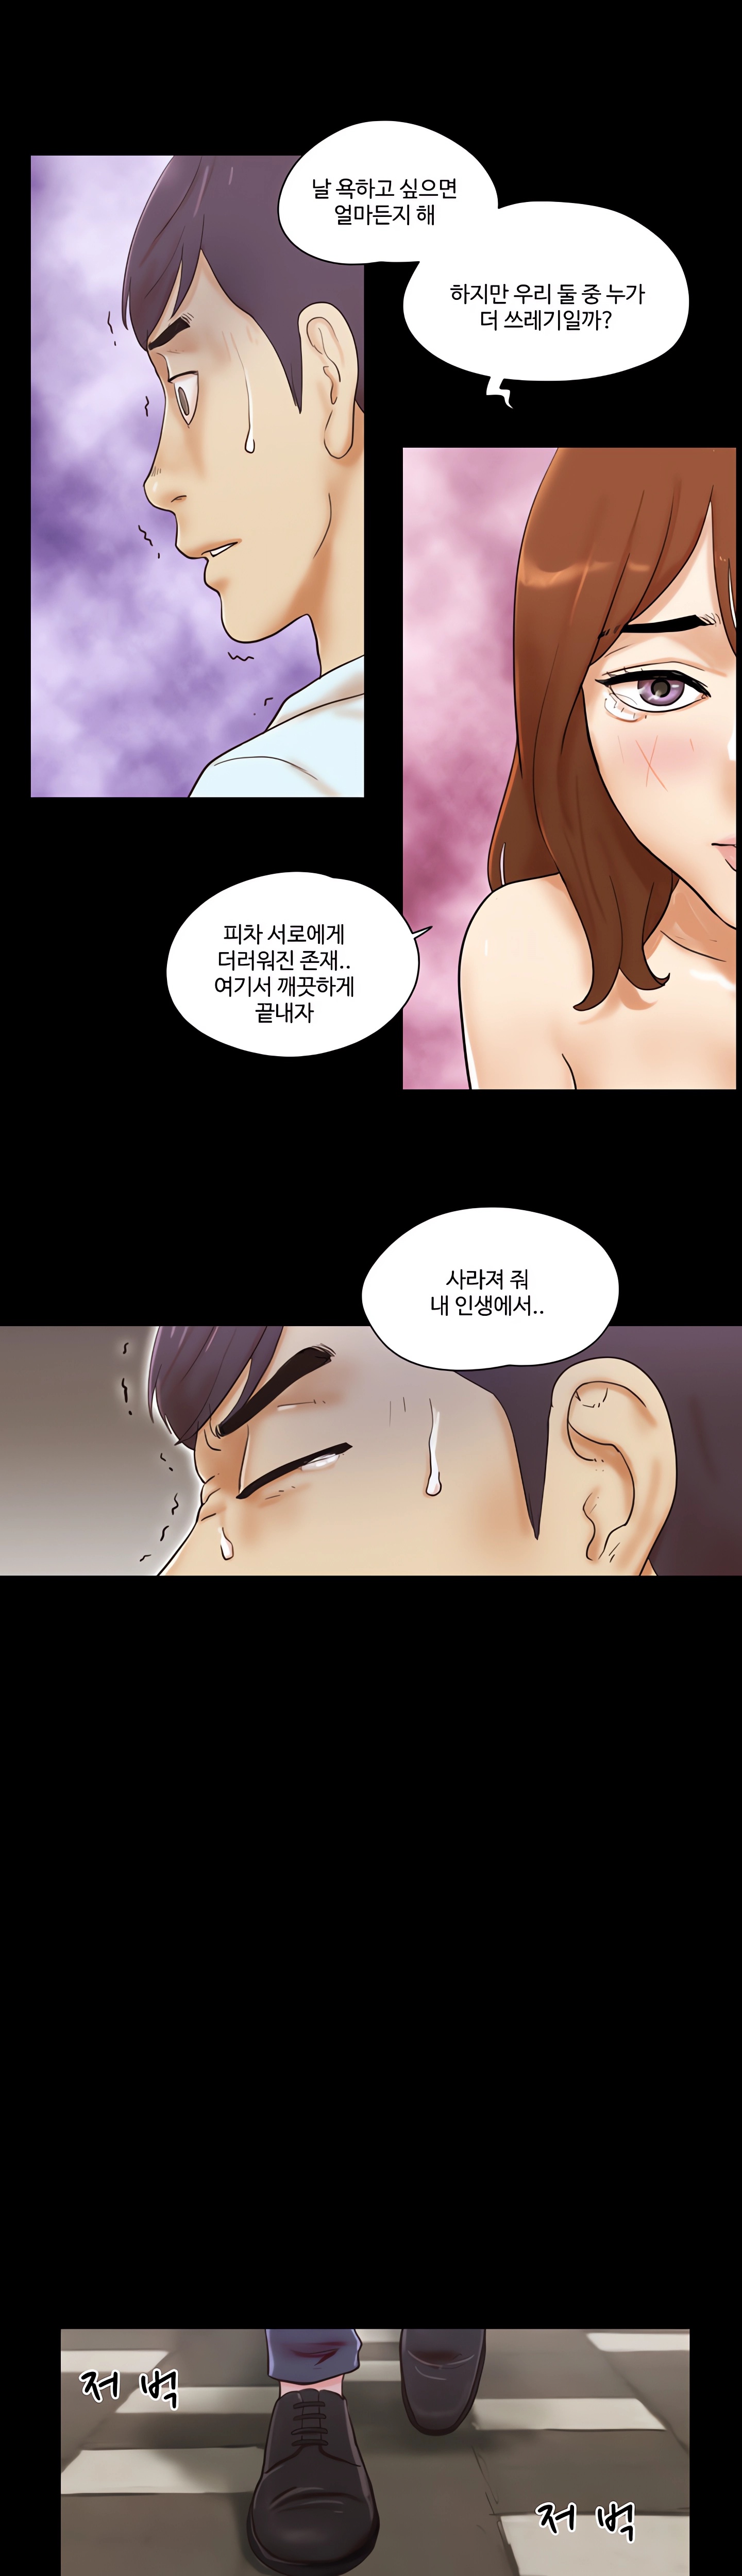 날 욕하고 싶으면
얼마든지 해
하지만 우리 둘 중 누가
더 쓰레기일까?
피차 서로에게
더러워진 존재..
여기서 깨끗하게
끝내자
사라져 줘
내 인생에서..
저 벅
저 벅